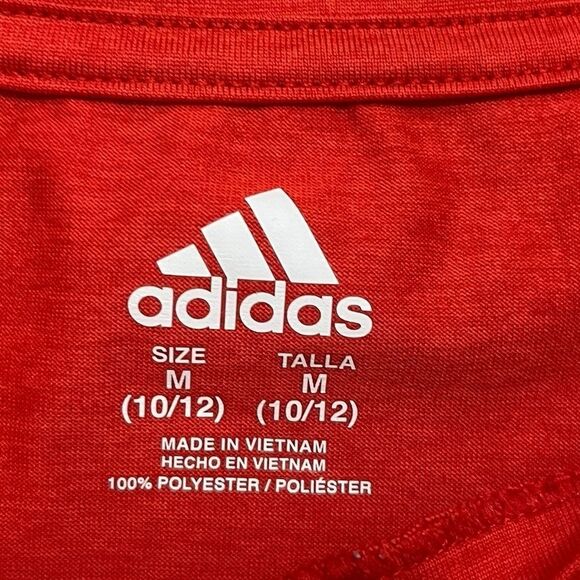 adidas
SIZE TALLA
M M
(10/12) (10/12)
MADE IN VIETNAM
HECHO EN VIETNAM
100% POLYESTER / POLIÉSTER